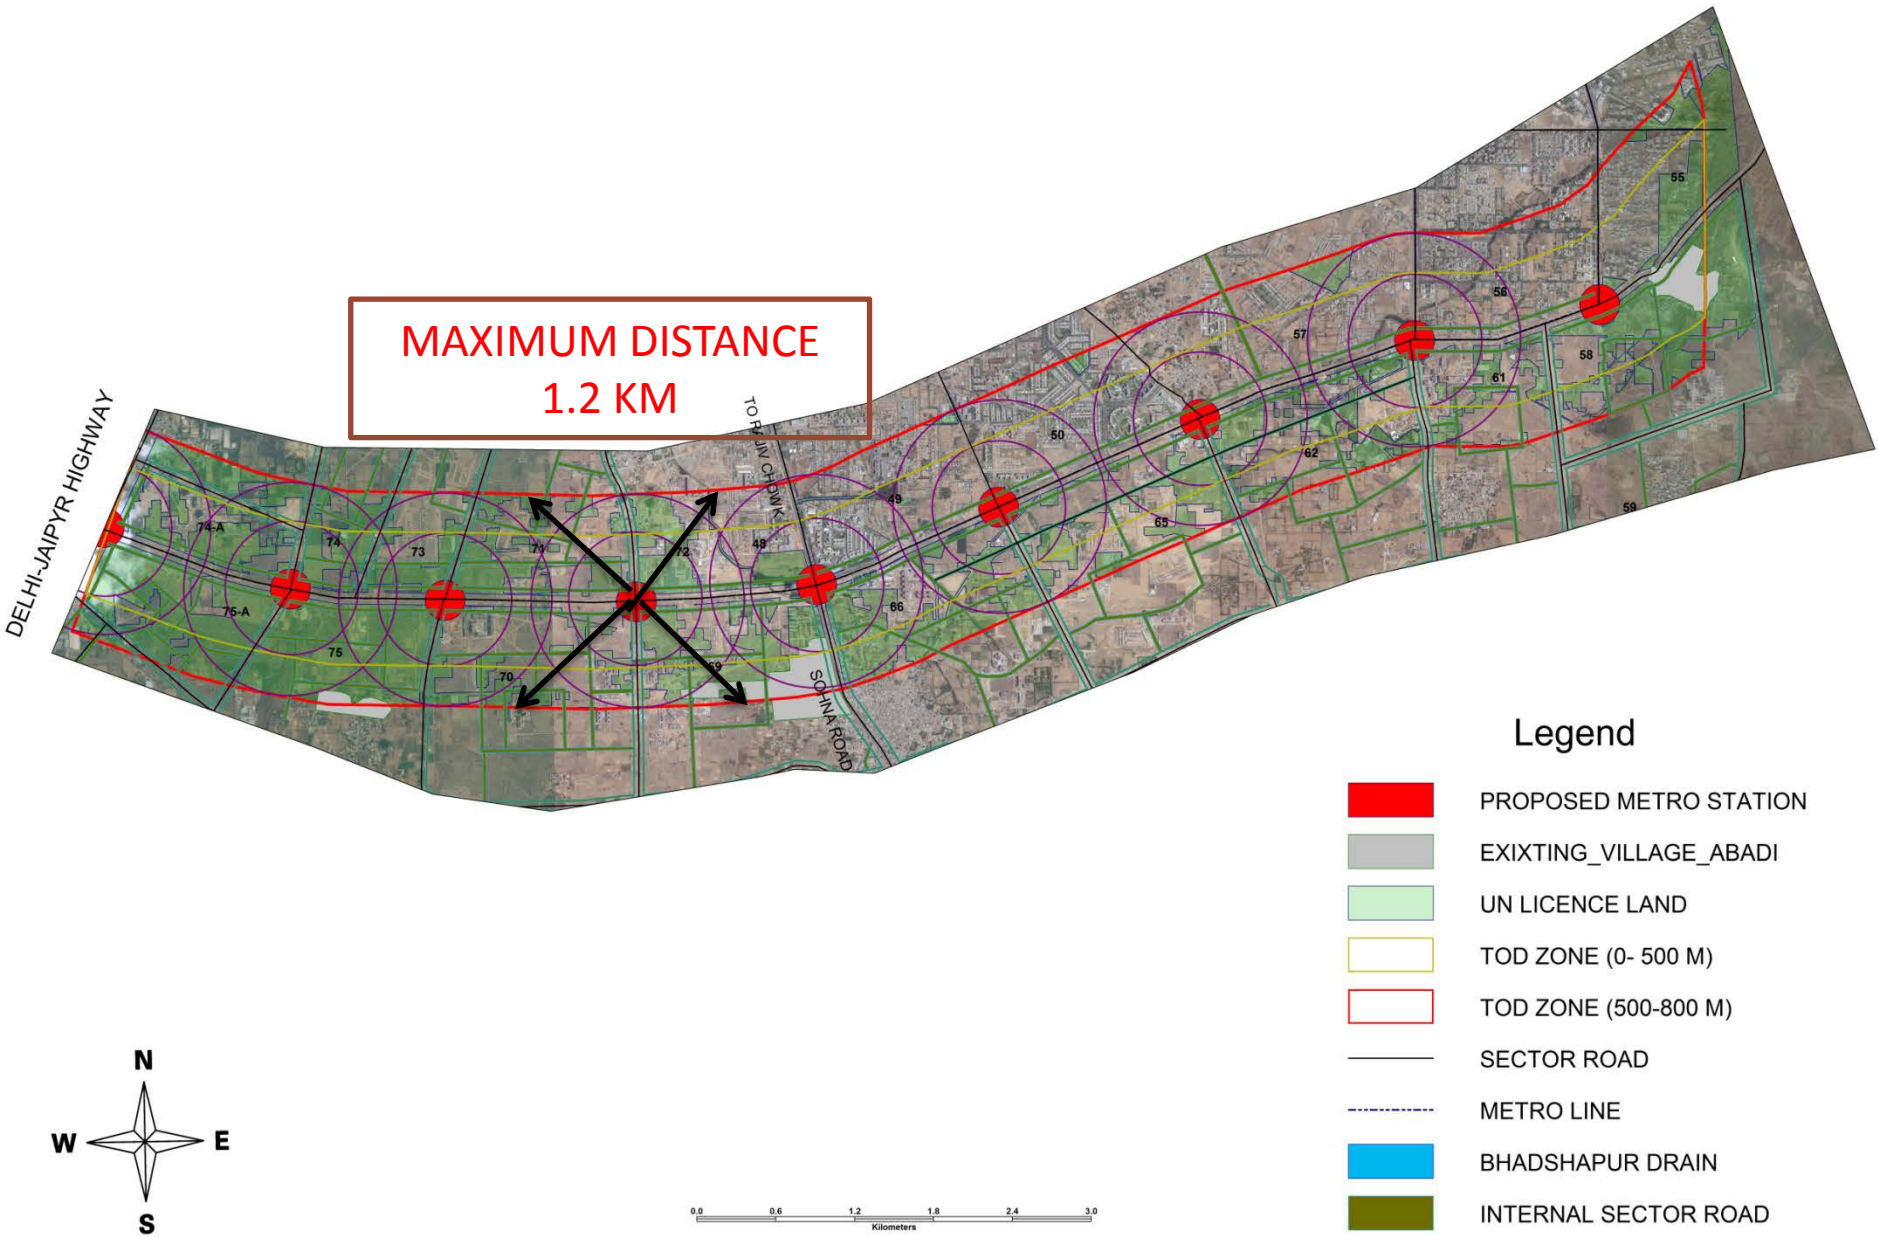 MAXIMUM DISTANCE
1.2 KM
DELHI-JAIPYR HIGHWAY
TO RAJIV CHOWK
SOHNA ROAD
55
56
57
58
61
50
62
59
49
65
74-A
74
73
71
72
48
66
75-A
75
70
69
Legend
PROPOSED METRO STATION
EXIXTING_VILLAGE_ABADI
UN LICENCE LAND
TOD ZONE (0- 500 M)
TOD ZONE (500-800 M)
SECTOR ROAD
METRO LINE
BHADSHAPUR DRAIN
INTERNAL SECTOR ROAD
N
W E
S
0.0 0.6 1.2 1.8 2.4 3.0
Kilometers